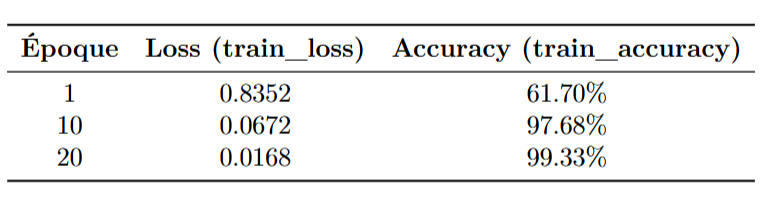 Époque Loss (train_loss) Accuracy (train_accuracy)
1 0.8352 61.70%
10 0.0672 97.68%
20 0.0168 99.33%